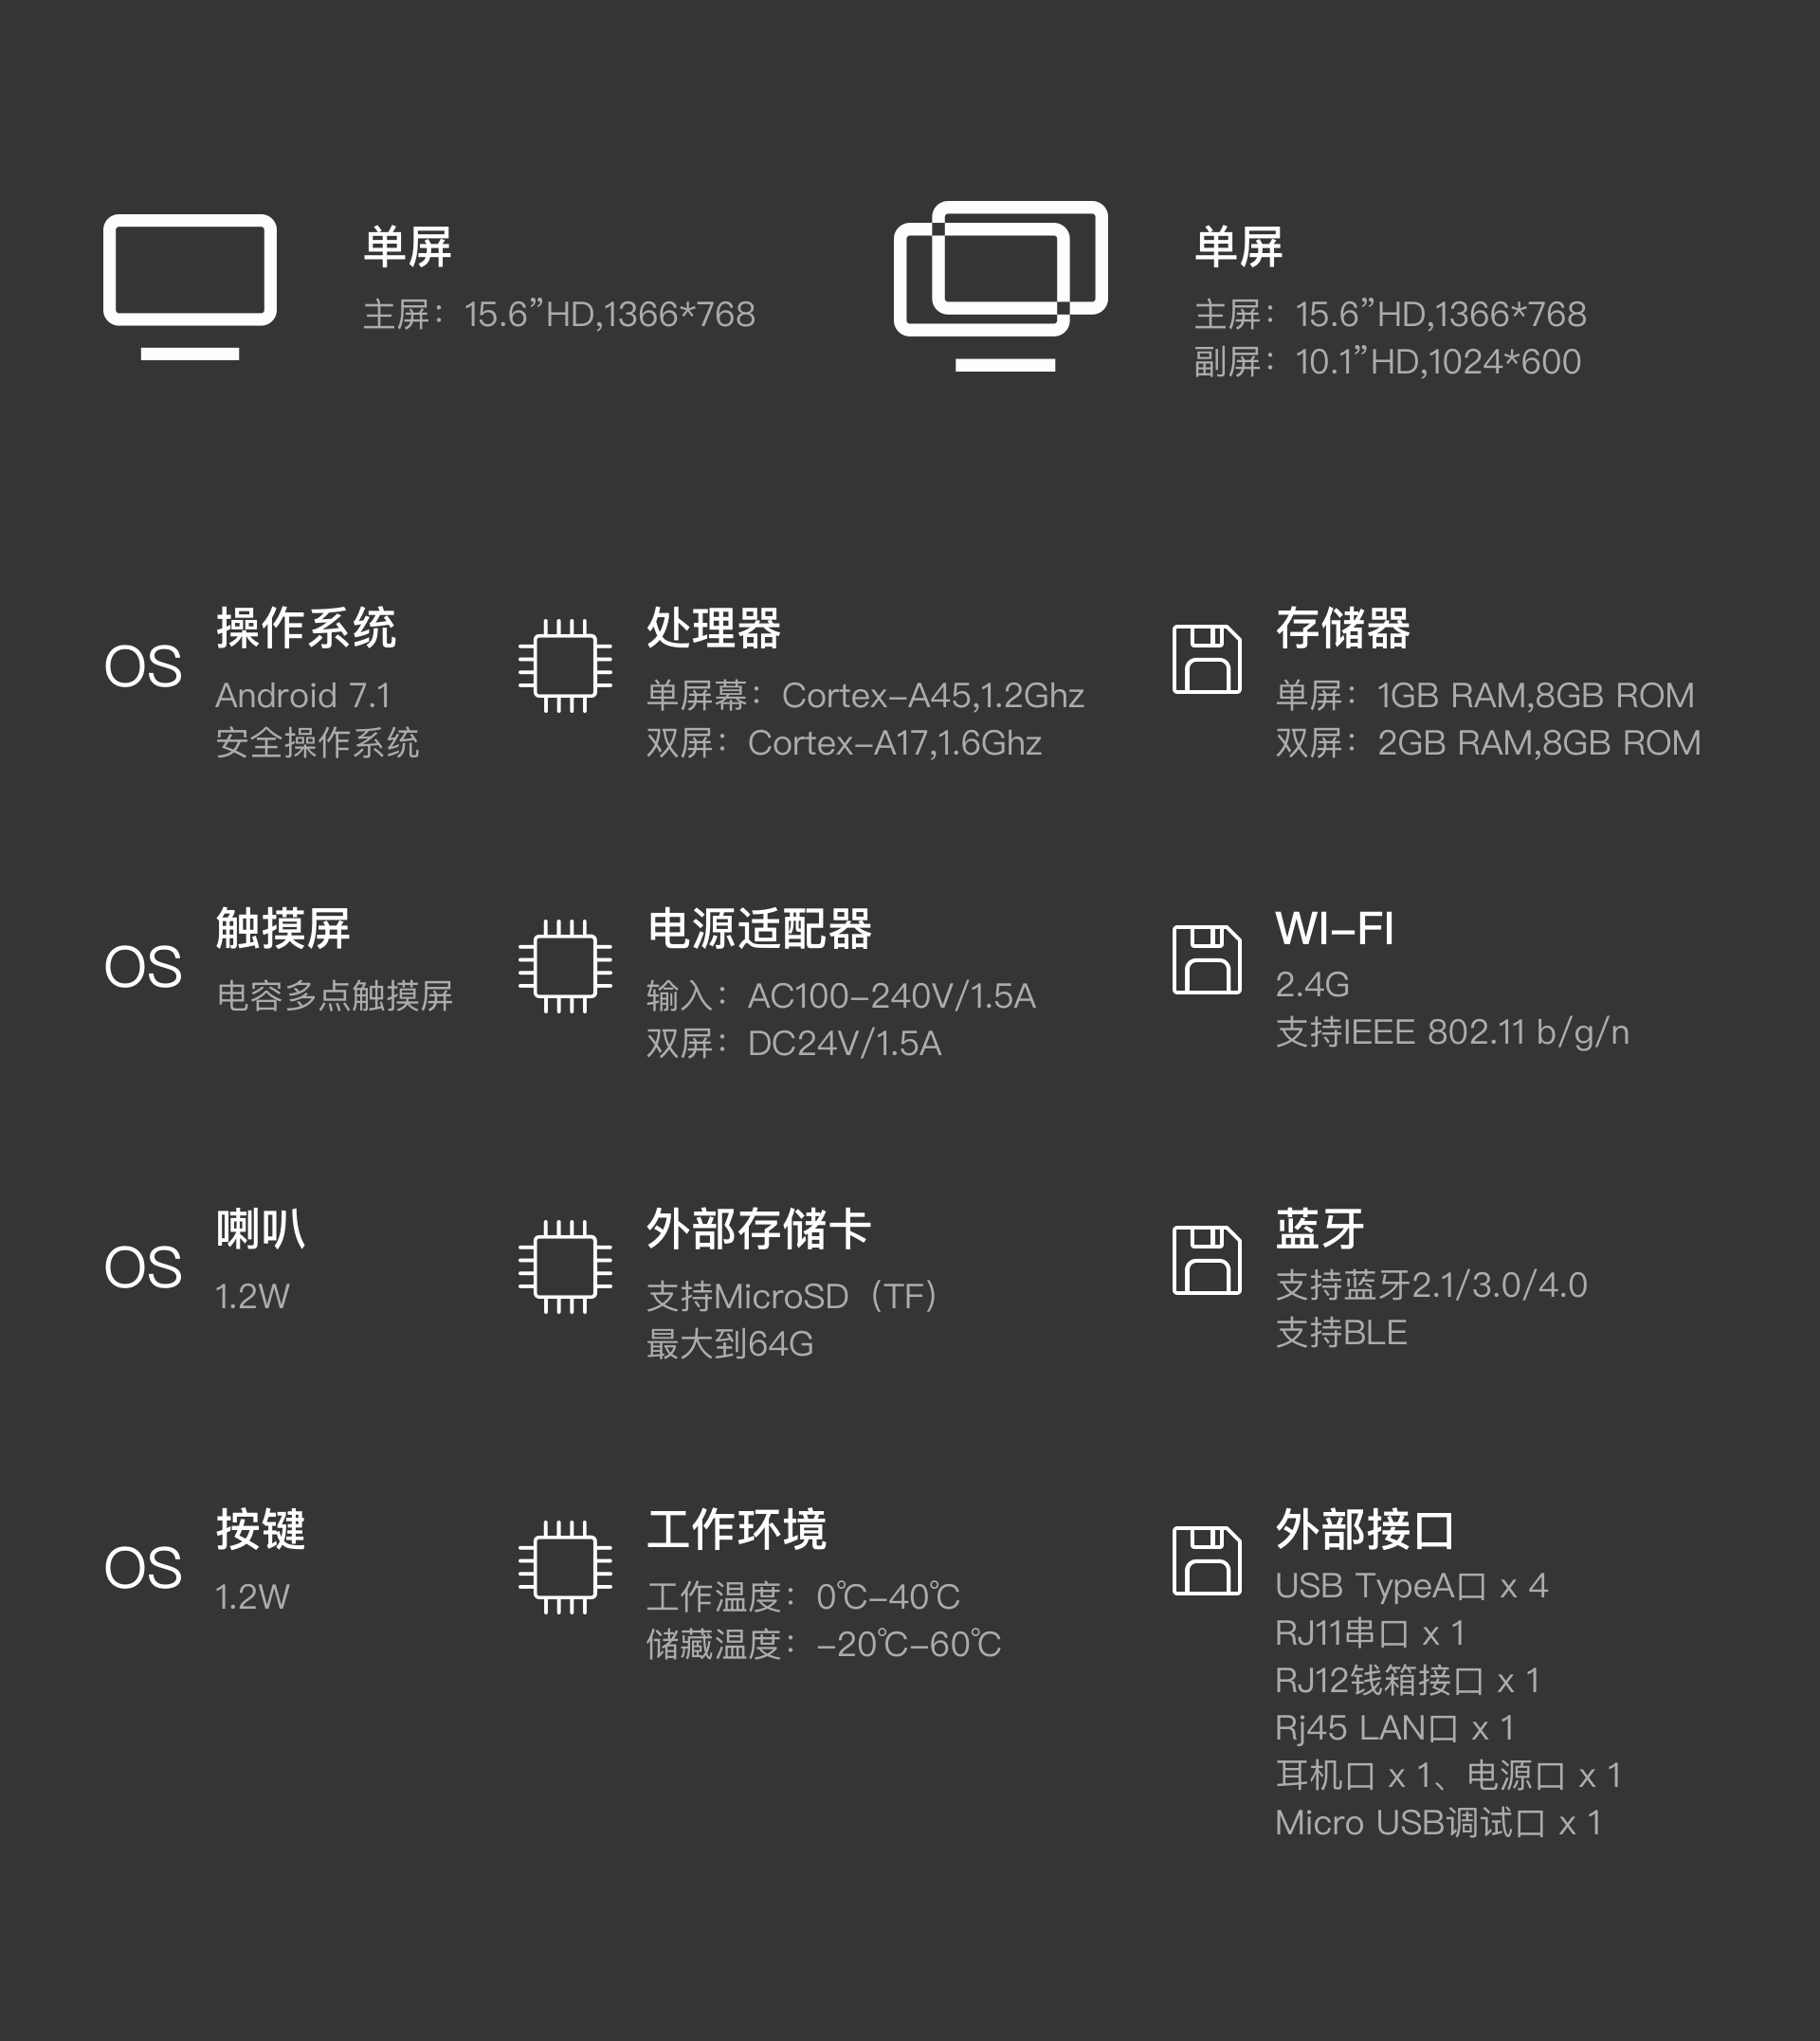 单屏
主屏：15.6”HD,1366*768
单屏
主屏：15.6”HD,1366*768
副屏：10.1”HD,1024*600
OS
操作系统
Android 7.1
安全操作系统
处理器
单屏幕：Cortex-A45,1.2Ghz
双屏：Cortex-A17,1.6Ghz
存储器
单屏：1GB RAM,8GB ROM
双屏：2GB RAM,8GB ROM
OS
触摸屏
电容多点触摸屏
电源适配器
输入：AC100-240V/1.5A
双屏：DC24V/1.5A
WI-FI
2.4G
支持IEEE 802.11 b/g/n
OS
喇叭
1.2W
外部存储卡
支持MicroSD（TF）
最大到64G
蓝牙
支持蓝牙2.1/3.0/4.0
支持BLE
OS
按键
1.2W
工作环境
工作温度：0℃-40℃
储藏温度：-20℃-60℃
外部接口
USB TypeA口 x 4
RJ11串口 x 1
RJ12钱箱接口 x 1
Rj45 LAN口 x 1
耳机口 x 1、电源口 x 1
Micro USB调试口 x 1